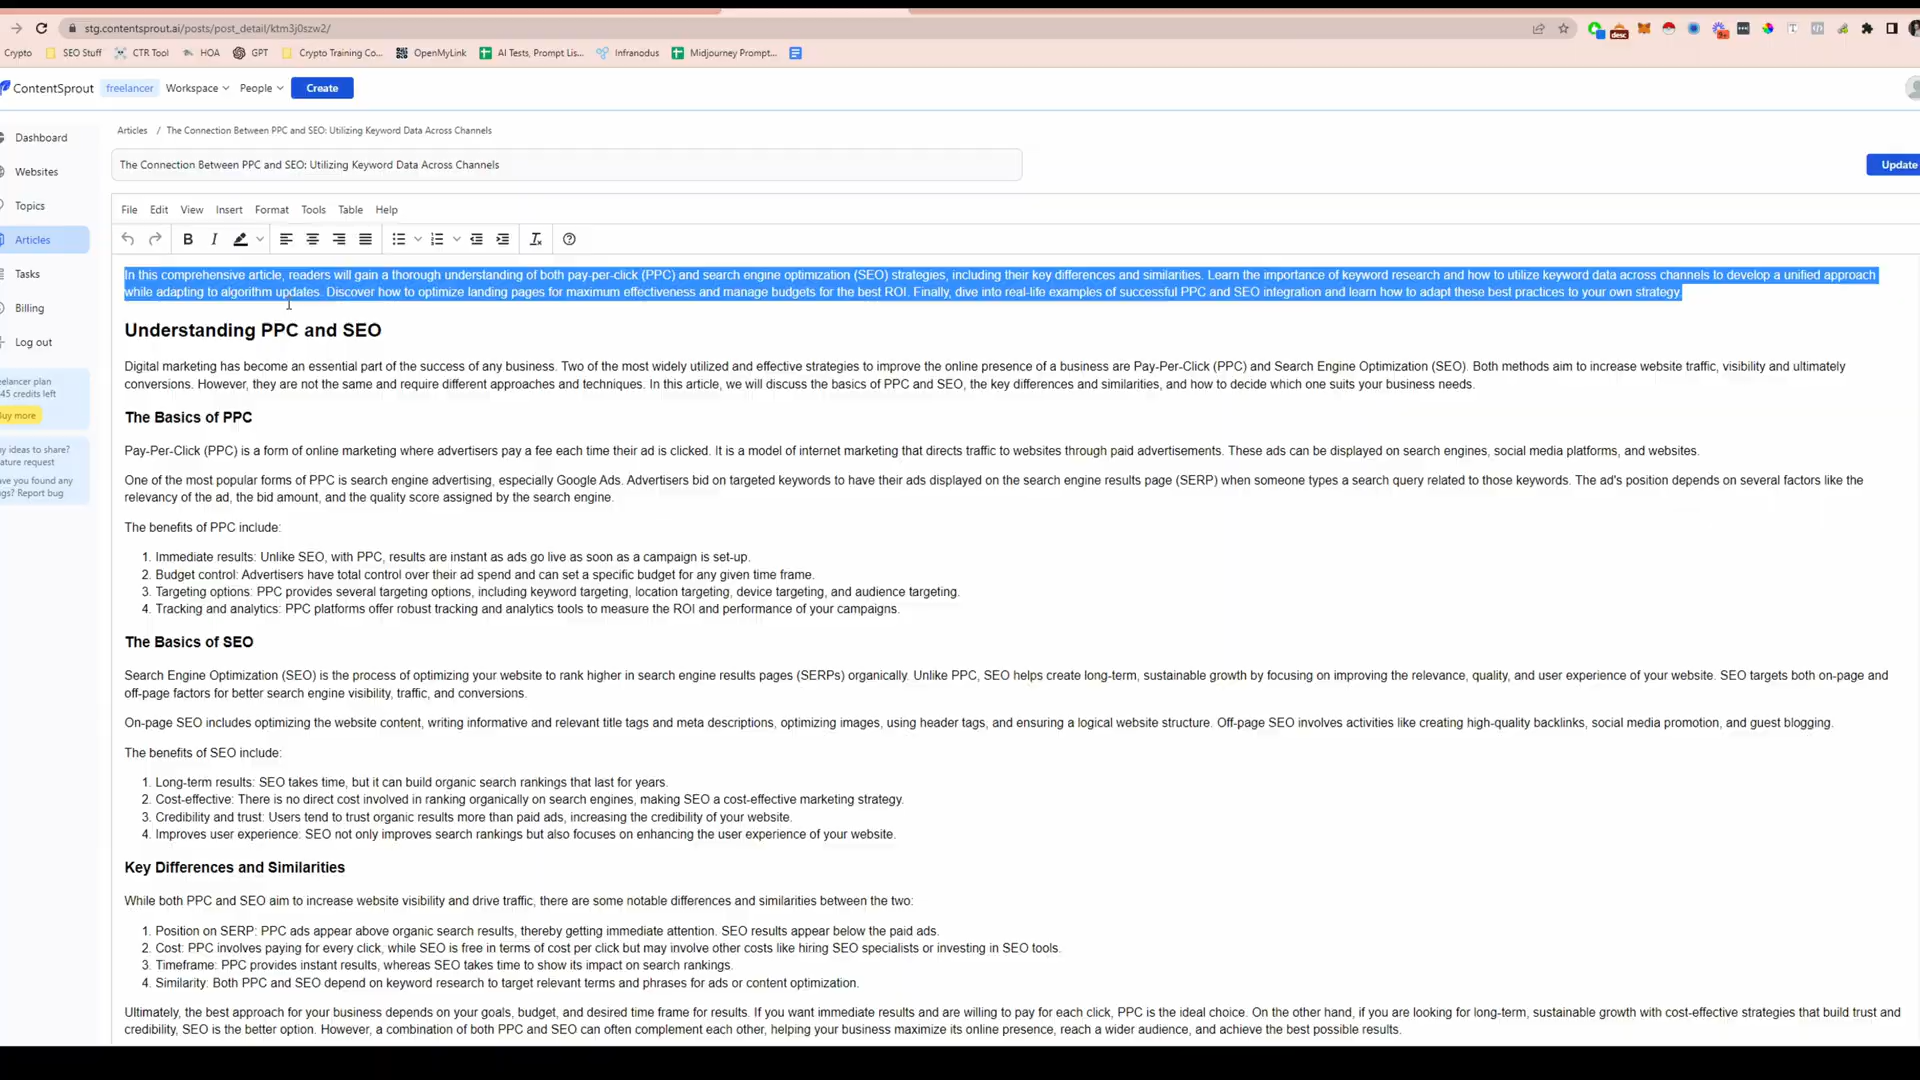 stg.contentsprout.ai/posts/post_detail/ktm3j0szw2/
desc 9+
Crypto SEO Stuff CTR Tool HOA GPT Crypto Training Co... OpenMyLink AI Tests, Prompt Lis... Infranodus Midjourney Prompt...
ContentSprout freelancer Workspace People Create
Dashboard
Websites
Topics
Articles
Tasks
Billing
Log out
eelancer plan
45 credits left
Buy more
ny ideas to share?
ature request
ave you found any
gs? Report bug
Articles / The Connection Between PPC and SEO: Utilizing Keyword Data Across Channels
The Connection Between PPC and SEO: Utilizing Keyword Data Across Channels
Update
File Edit View Insert Format Tools Table Help
B I
In this comprehensive article, readers will gain a thorough understanding of both pay-per-click (PPC) and search engine optimization (SEO) strategies, including their key differences and similarities. Learn the importance of keyword research and how to utilize keyword data across channels to develop a unified approach
while adapting to algorithm updates. Discover how to optimize landing pages for maximum effectiveness and manage budgets for the best ROI. Finally, dive into real-life examples of successful PPC and SEO integration and learn how to adapt these best practices to your own strategy.
Understanding PPC and SEO
Digital marketing has become an essential part of the success of any business. Two of the most widely utilized and effective strategies to improve the online presence of a business are Pay-Per-Click (PPC) and Search Engine Optimization (SEO). Both methods aim to increase website traffic, visibility and ultimately
conversions. However, they are not the same and require different approaches and techniques. In this article, we will discuss the basics of PPC and SEO, the key differences and similarities, and how to decide which one suits your business needs.
The Basics of PPC
Pay-Per-Click (PPC) is a form of online marketing where advertisers pay a fee each time their ad is clicked. It is a model of internet marketing that directs traffic to websites through paid advertisements. These ads can be displayed on search engines, social media platforms, and websites.
One of the most popular forms of PPC is search engine advertising, especially Google Ads. Advertisers bid on targeted keywords to have their ads displayed on the search engine results page (SERP) when someone types a search query related to those keywords. The ad's position depends on several factors like the
relevancy of the ad, the bid amount, and the quality score assigned by the search engine.
The benefits of PPC include:
1. Immediate results: Unlike SEO, with PPC, results are instant as ads go live as soon as a campaign is set-up.
2. Budget control: Advertisers have total control over their ad spend and can set a specific budget for any given time frame.
3. Targeting options: PPC provides several targeting options, including keyword targeting, location targeting, device targeting, and audience targeting.
4. Tracking and analytics: PPC platforms offer robust tracking and analytics tools to measure the ROI and performance of your campaigns.
The Basics of SEO
Search Engine Optimization (SEO) is the process of optimizing your website to rank higher in search engine results pages (SERPs) organically. Unlike PPC, SEO helps create long-term, sustainable growth by focusing on improving the relevance, quality, and user experience of your website. SEO targets both on-page and
off-page factors for better search engine visibility, traffic, and conversions.
On-page SEO includes optimizing the website content, writing informative and relevant title tags and meta descriptions, optimizing images, using header tags, and ensuring a logical website structure. Off-page SEO involves activities like creating high-quality backlinks, social media promotion, and guest blogging.
The benefits of SEO include:
1. Long-term results: SEO takes time, but it can build organic search rankings that last for years.
2. Cost-effective: There is no direct cost involved in ranking organically on search engines, making SEO a cost-effective marketing strategy.
3. Credibility and trust: Users tend to trust organic results more than paid ads, increasing the credibility of your website.
4. Improves user experience: SEO not only improves search rankings but also focuses on enhancing the user experience of your website.
Key Differences and Similarities
While both PPC and SEO aim to increase website visibility and drive traffic, there are some notable differences and similarities between the two:
1. Position on SERP: PPC ads appear above organic search results, thereby getting immediate attention. SEO results appear below the paid ads.
2. Cost: PPC involves paying for every click, while SEO is free in terms of cost per click but may involve other costs like hiring SEO specialists or investing in SEO tools.
3. Timeframe: PPC provides instant results, whereas SEO takes time to show its impact on search rankings.
4. Similarity: Both PPC and SEO depend on keyword research to target relevant terms and phrases for ads or content optimization.
Ultimately, the best approach for your business depends on your goals, budget, and desired time frame for results. If you want immediate results and are willing to pay for each click, PPC is the ideal choice. On the other hand, if you are looking for long-term, sustainable growth with cost-effective strategies that build trust and
credibility, SEO is the better option. However, a combination of both PPC and SEO can often complement each other, helping your business maximize its online presence, reach a wider audience, and achieve the best possible results.